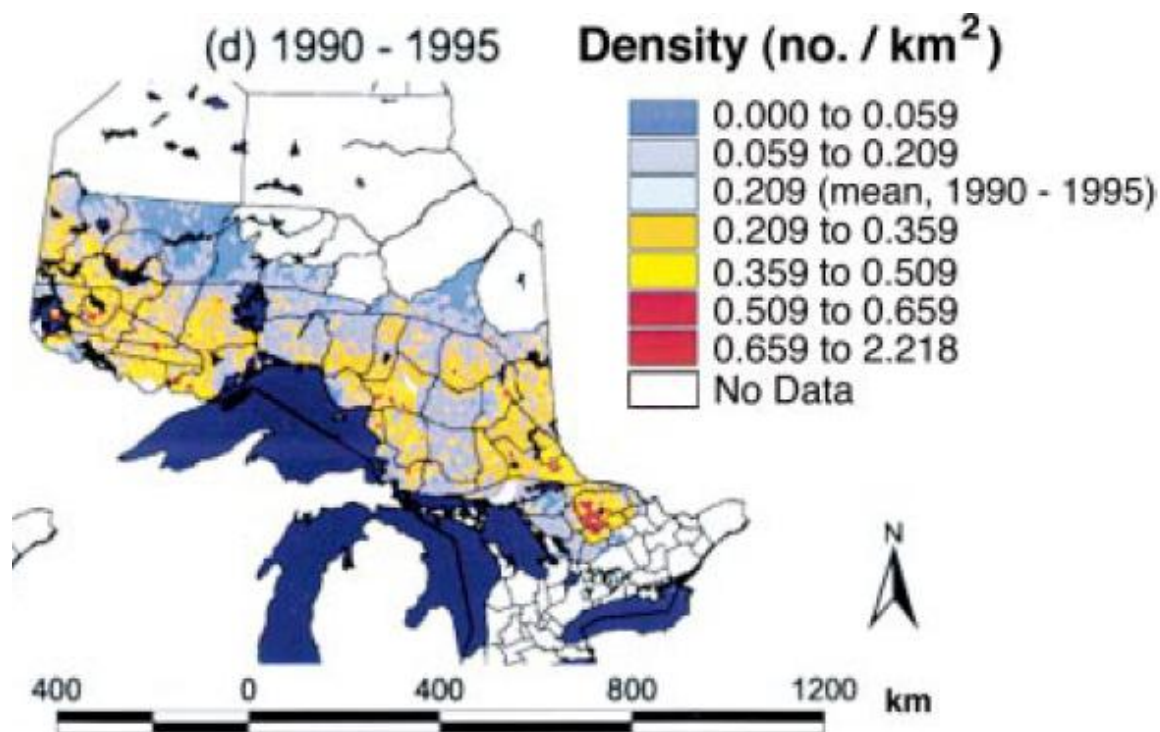 (d) 1990 - 1995
Density (no. / km²)
0.000 to 0.059
0.059 to 0.209
0.209 (mean, 1990 - 1995)
0.209 to 0.359
0.359 to 0.509
0.509 to 0.659
0.659 to 2.218
No Data
N
400 0 400 800 1200 km